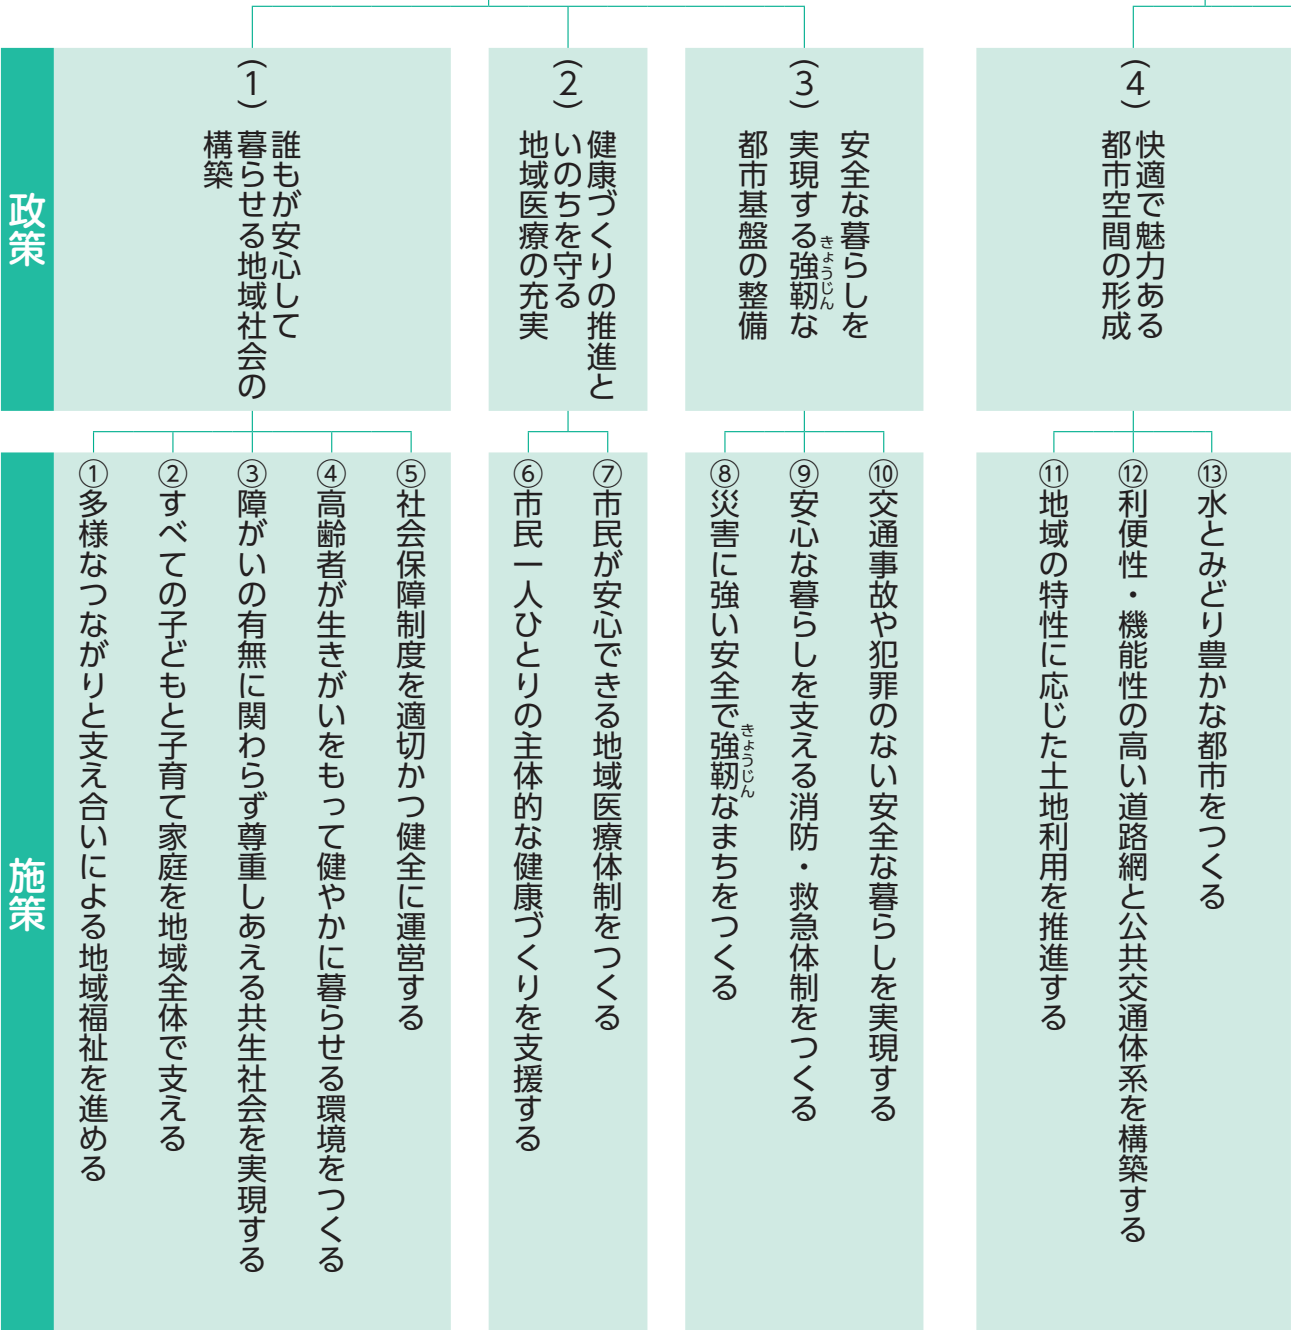 政策
(1)
誰もが安心して
暮らせる地域社会の
構築
(2)
健康づくりの推進と
いのちを守る
地域医療の充実
(3)
安全な暮らしを
実現する強靭な
きょうじん
都市基盤の整備
(4)
快適で魅力ある
都市空間の形成
施策
①多様なつながりと支え合いによる地域福祉を進める
②すべての子どもと子育て家庭を地域全体で支える
③障がいの有無に関わらず尊重しあえる共生社会を実現する
④高齢者が生きがいをもって健やかに暮らせる環境をつくる
⑤社会保障制度を適切かつ健全に運営する
⑥市民一人ひとりの主体的な健康づくりを支援する
⑦市民が安心できる地域医療体制をつくる
⑧災害に強い安全で強靭なまちをつくる
きょうじん
⑨安心な暮らしを支える消防・救急体制をつくる
⑩交通事故や犯罪のない安全な暮らしを実現する
⑪地域の特性に応じた土地利用を推進する
⑫利便性・機能性の高い道路網と公共交通体系を構築する
⑬水とみどり豊かな都市をつくる